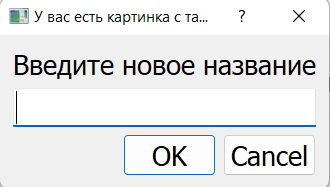 У вас есть картинка с та...
?
Введите новое название
OK
Cancel